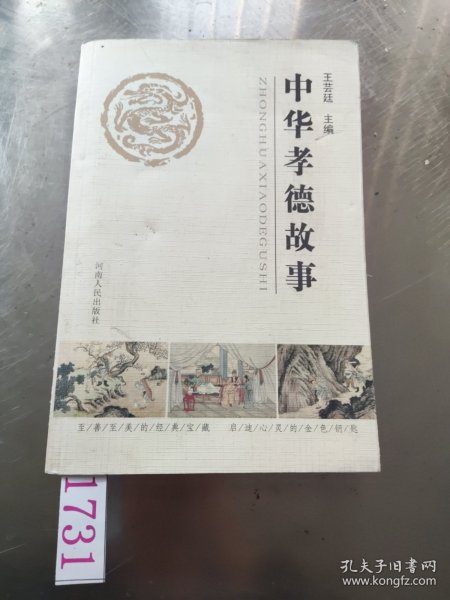 王芸廷 主编
中华孝德故事
ZHONGHUAXIAODEGUSHI
河南人民出版社
至/善/至/美/的/经/典/宝/藏 启/迪/心/灵/的/金/色/钥/匙
1731
孔夫子旧书网
www.kongfz.com